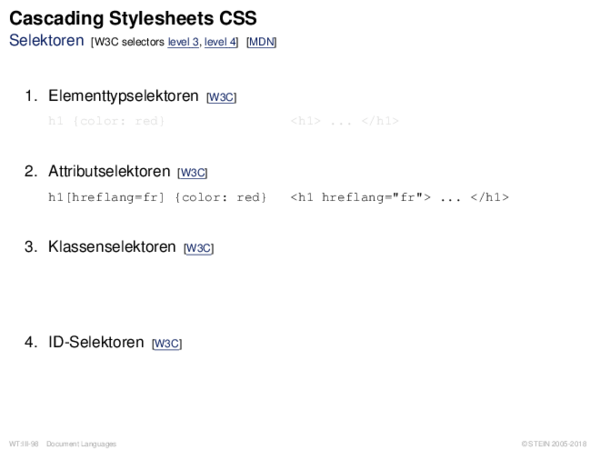 Cascading Stylesheets CSS
Selektoren [W3C selectors level 3, level 4] [MDN]
1. Elementtypselektoren [W3C]
h1 {color: red} <h1> ... </h1>
2. Attributselektoren [W3C]
h1[hreflang=fr] {color: red} <h1 hreflang="fr"> ... </h1>
3. Klassenselektoren [W3C]
4. ID-Selektoren [W3C]
WT:III-98 Document Languages © STEIN 2005-2018